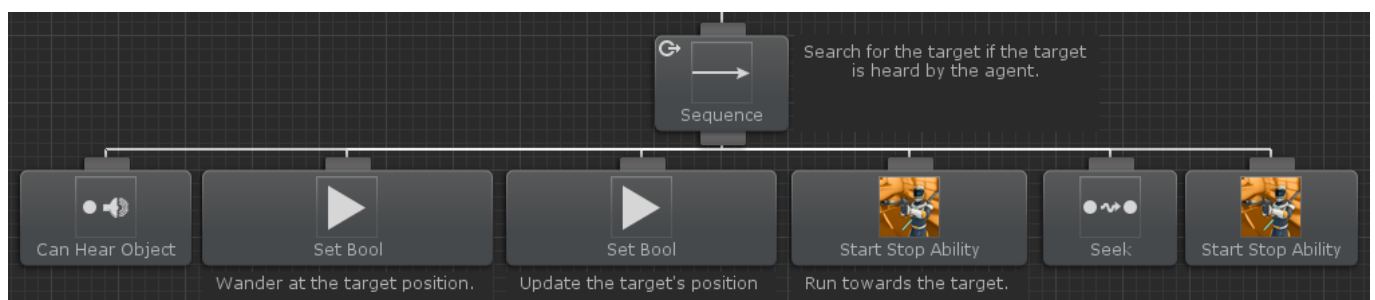 Search for the target if the target
is heard by the agent.
Sequence
Can Hear Object
Set Bool
Set Bool
Start Stop Ability
Seek
Start Stop Ability
Wander at the target position.
Update the target's position
Run towards the target.